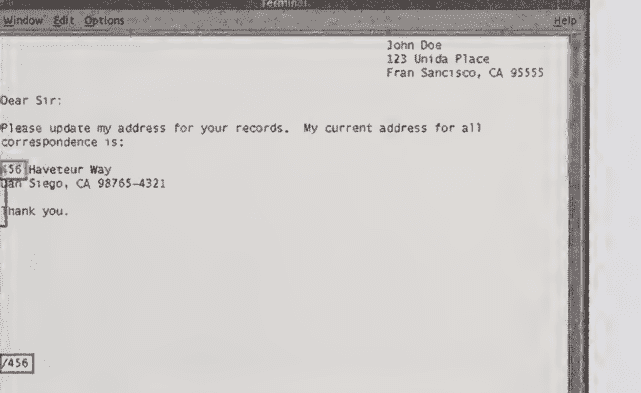 Terminal
Window Edit Options Help
John Doe
123 Unida Place
Fran Sancisco, CA 95555
Dear Sir:
Please update my address for your records. My current address for all
correspondence is:
456 Haveteur Way
Dan Siego, CA 98765-4321
Thank you.
/456